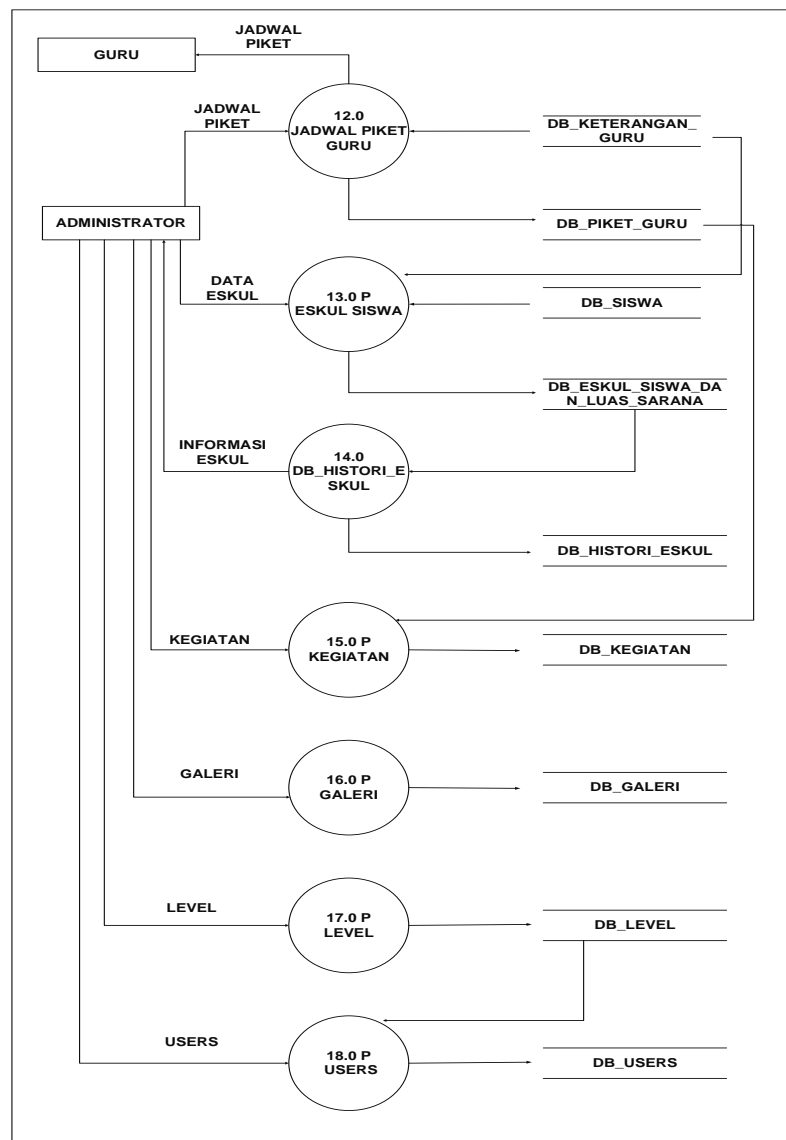 JADWAL
PIKET
GURU
JADWAL
PIKET
12.0
JADWAL PIKET
GURU
DB_KETERANGAN_
GURU
ADMINISTRATOR
DB_PIKET_GURU
DATA
ESKUL
13.0 P
ESKUL SISWA
DB_SISWA
DB_ESKUL_SISWA_DA
N_LUAS_SARANA
INFORMASI
ESKUL
14.0
DB_HISTORI_E
SKUL
DB_HISTORI_ESKUL
KEGIATAN
15.0 P
KEGIATAN
DB_KEGIATAN
GALERI
16.0 P
GALERI
DB_GALERI
LEVEL
17.0 P
LEVEL
DB_LEVEL
USERS
18.0 P
USERS
DB_USERS